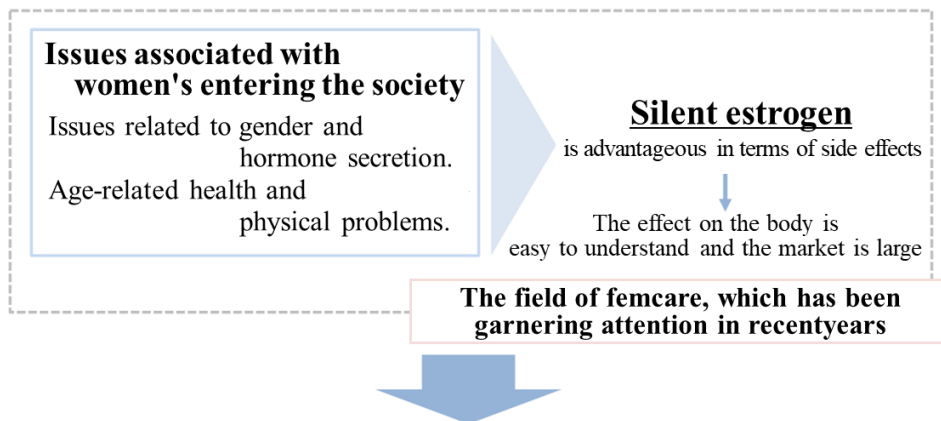 Issues associated with
women's entering the society
Issues related to gender and
hormone secretion.
Age-related health and
physical problems.
Silent estrogen
is advantageous in terms of side effects
The effect on the body is
easy to understand and the market is large
The field of femcare, which has been
garnering attention in recentyears